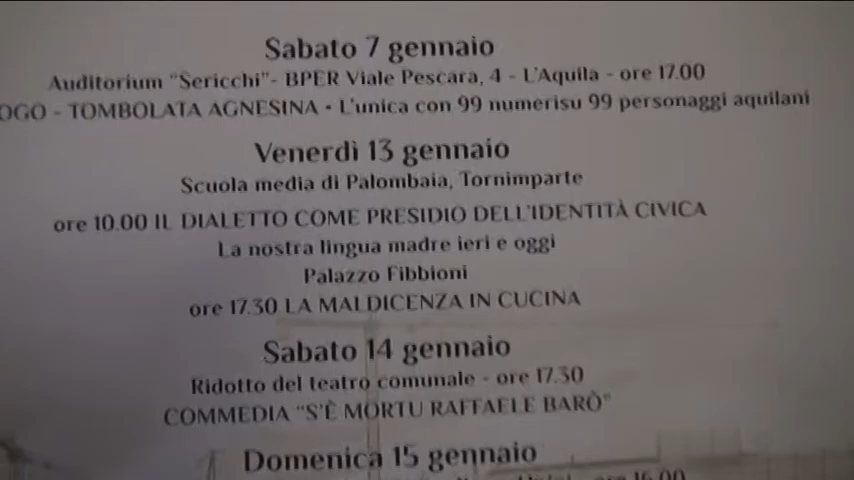 Sabato 7 gennaio
Auditorium "Sericchi"- BPER Viale Pescara, 4 - L'Aquila - ore 17.00
OGO - TOMBOLATA AGNESINA • L'unica con 99 numerisu 99 personaggi aquilani
Venerdì 13 gennaio
Scuola media di Palombaia, Tornimparte
ore 10.00 IL DIALETTO COME PRESIDIO DELL'IDENTITÀ CIVICA
La nostra lingua madre ieri e oggi
Palazzo Fibbioni
ore 17.30 LA MALDICENZA IN CUCINA
Sabato 14 gennaio
Ridotto del teatro comunale - ore 17.30
COMMEDIA "S'È MORTU RAFFAELE BARÒ"
Domenica 15 gennaio
ore 16.00